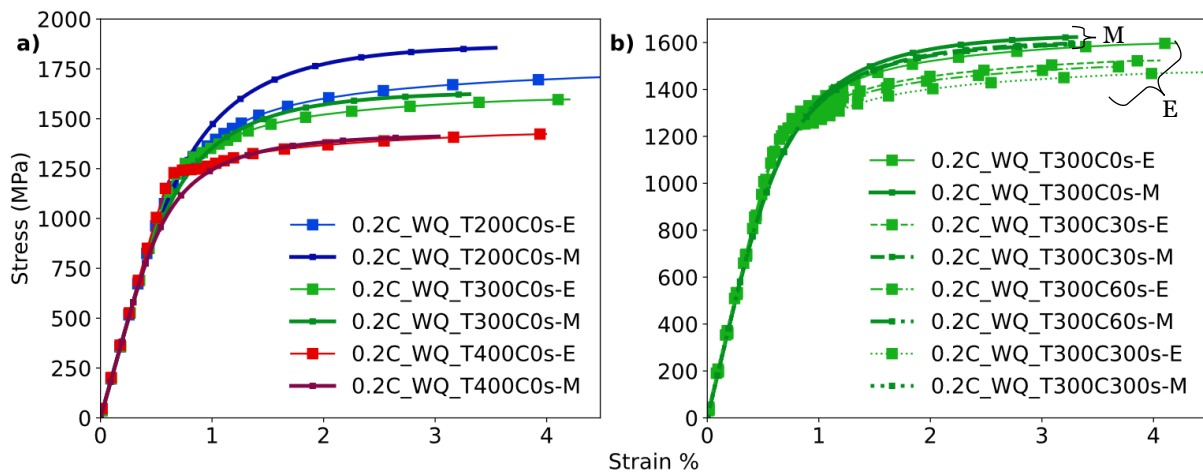 a)
Stress (MPa)
2000
1750
1500
1250
1000
750
500
250
0
0 1 2 3 4
0.2C_WQ_T200C0s-E
0.2C_WQ_T200C0s-M
0.2C_WQ_T300C0s-E
0.2C_WQ_T300C0s-M
0.2C_WQ_T400C0s-E
0.2C_WQ_T400C0s-M
b)
1600
1400
1200
1000
800
600
400
200
0
0 1 2 3 4
M
E
0.2C_WQ_T300C0s-E
0.2C_WQ_T300C0s-M
0.2C_WQ_T300C30s-E
0.2C_WQ_T300C30s-M
0.2C_WQ_T300C60s-E
0.2C_WQ_T300C60s-M
0.2C_WQ_T300C300s-E
0.2C_WQ_T300C300s-M
Strain %